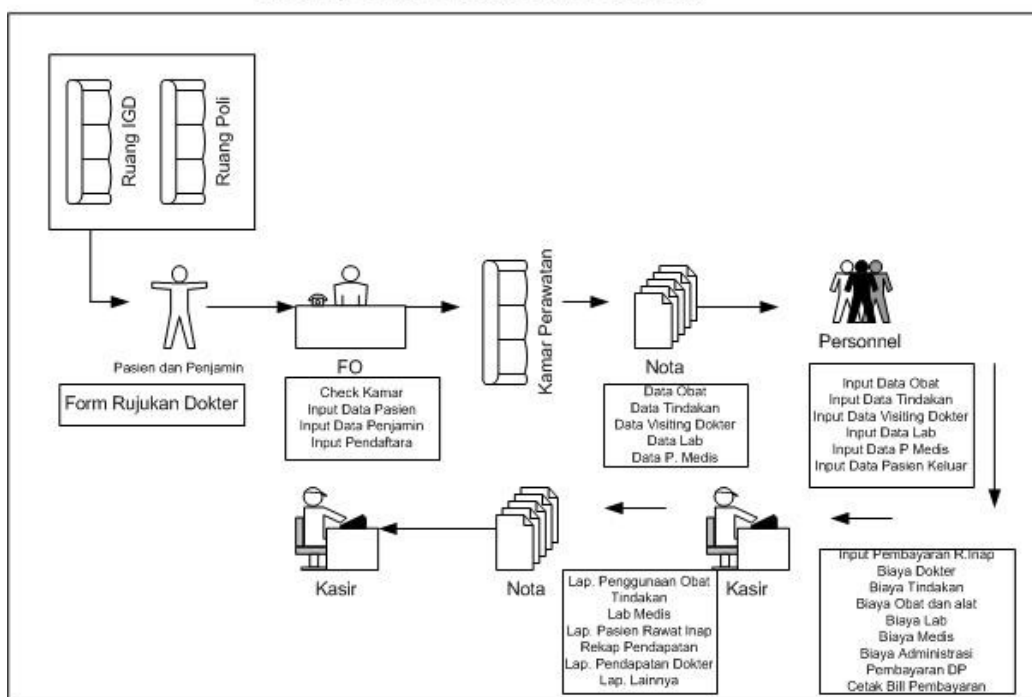 Ruang IGD
Ruang Poli
Pasien dan Penjamin
Form Rujukan Dokter
FO
Check Kamar
Input Data Pasien
Input Data Penjamin
Input Pendaftara
Kamar Perawatan
Nota
Data Obat
Data Tindakan
Data Visiting Dokter
Data Lab
Data P. Medis
Personnel
Input Data Obat
Input Data Tindakan
Input Data Visiting Dokter
Input Data Lab
Input Data P Medis
Input Data Pasien Keluar
Input Pembayaran R.Inap
Biaya Dokter
Biaya Tindakan
Biaya Obat dan alat
Biaya Lab
Biaya Medis
Biaya Administrasi
Pembayaran DP
Cetak Bill Pembayaran
Kasir
Lap. Penggunaan Obat
Tindakan
Lab Medis
Lap. Pasien Rawat Inap
Rekap Pendapatan
Lap. Pendapatan Dokter
Lap. Lainnya
Nota
Kasir